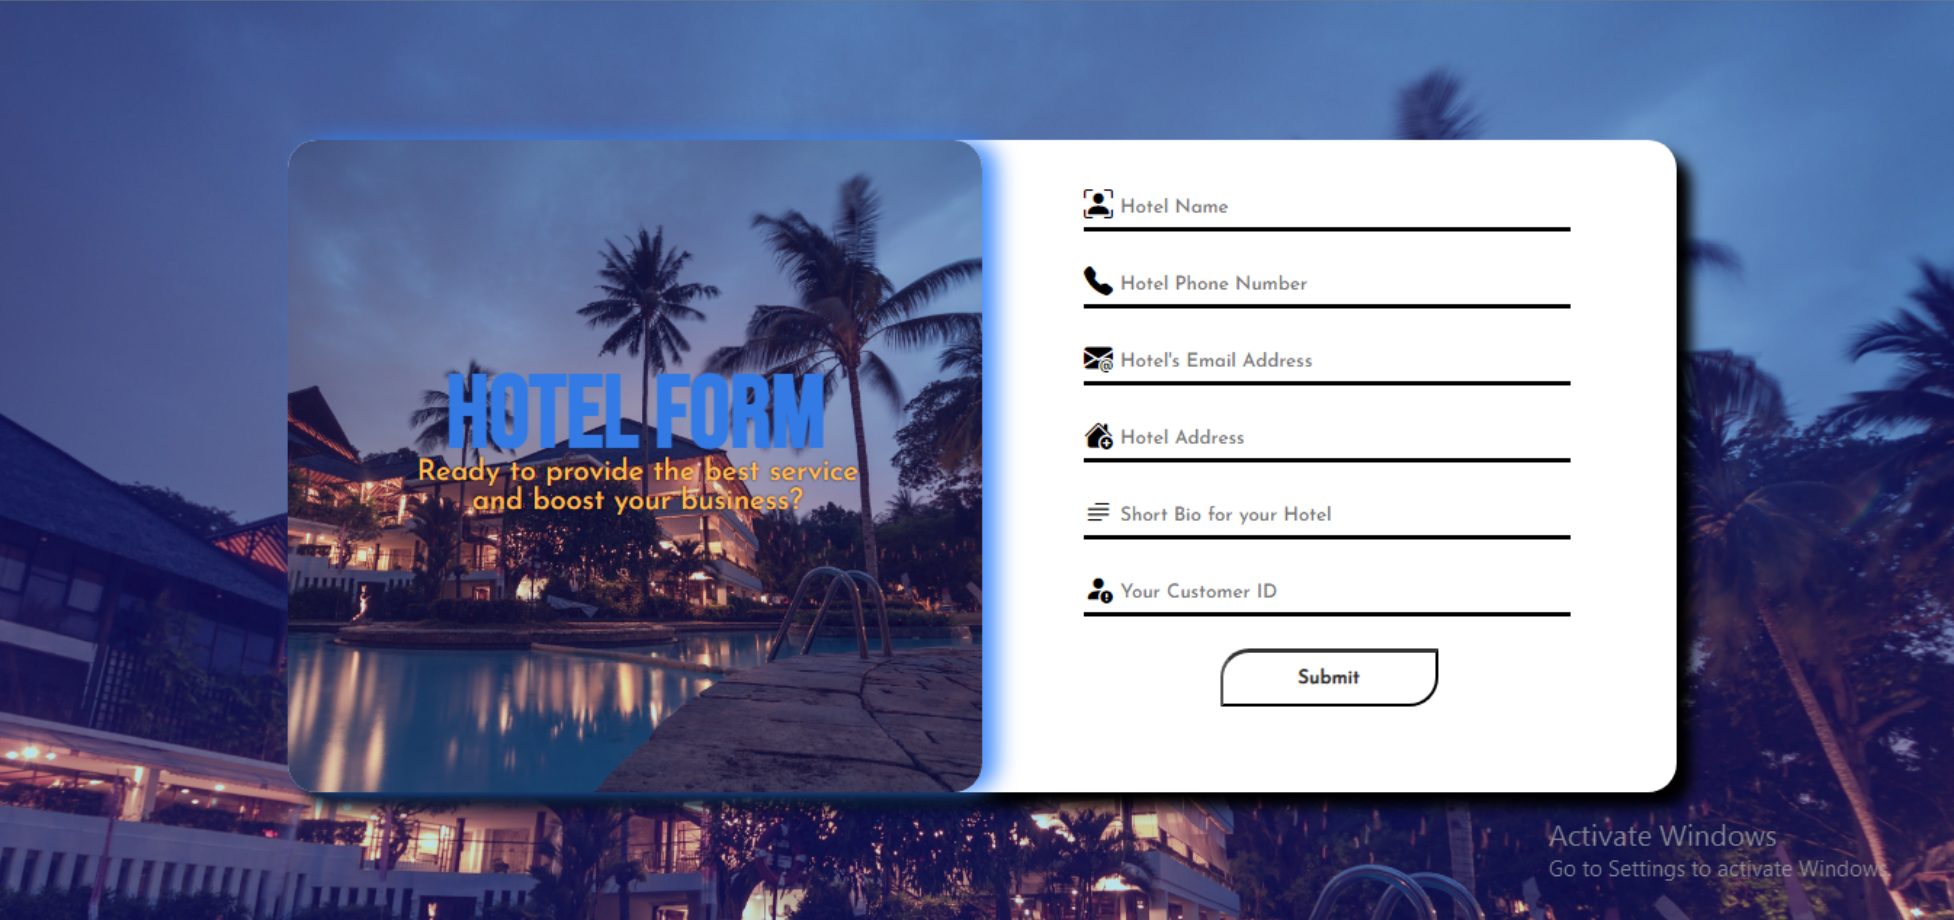 HOTEL FORM
Ready to provide the best service
and boost your business?
Hotel Name
Hotel Phone Number
Hotel's Email Address
Hotel Address
Short Bio for your Hotel
Your Customer ID
Submit
Activate Windows
Go to Settings to activate Windows.